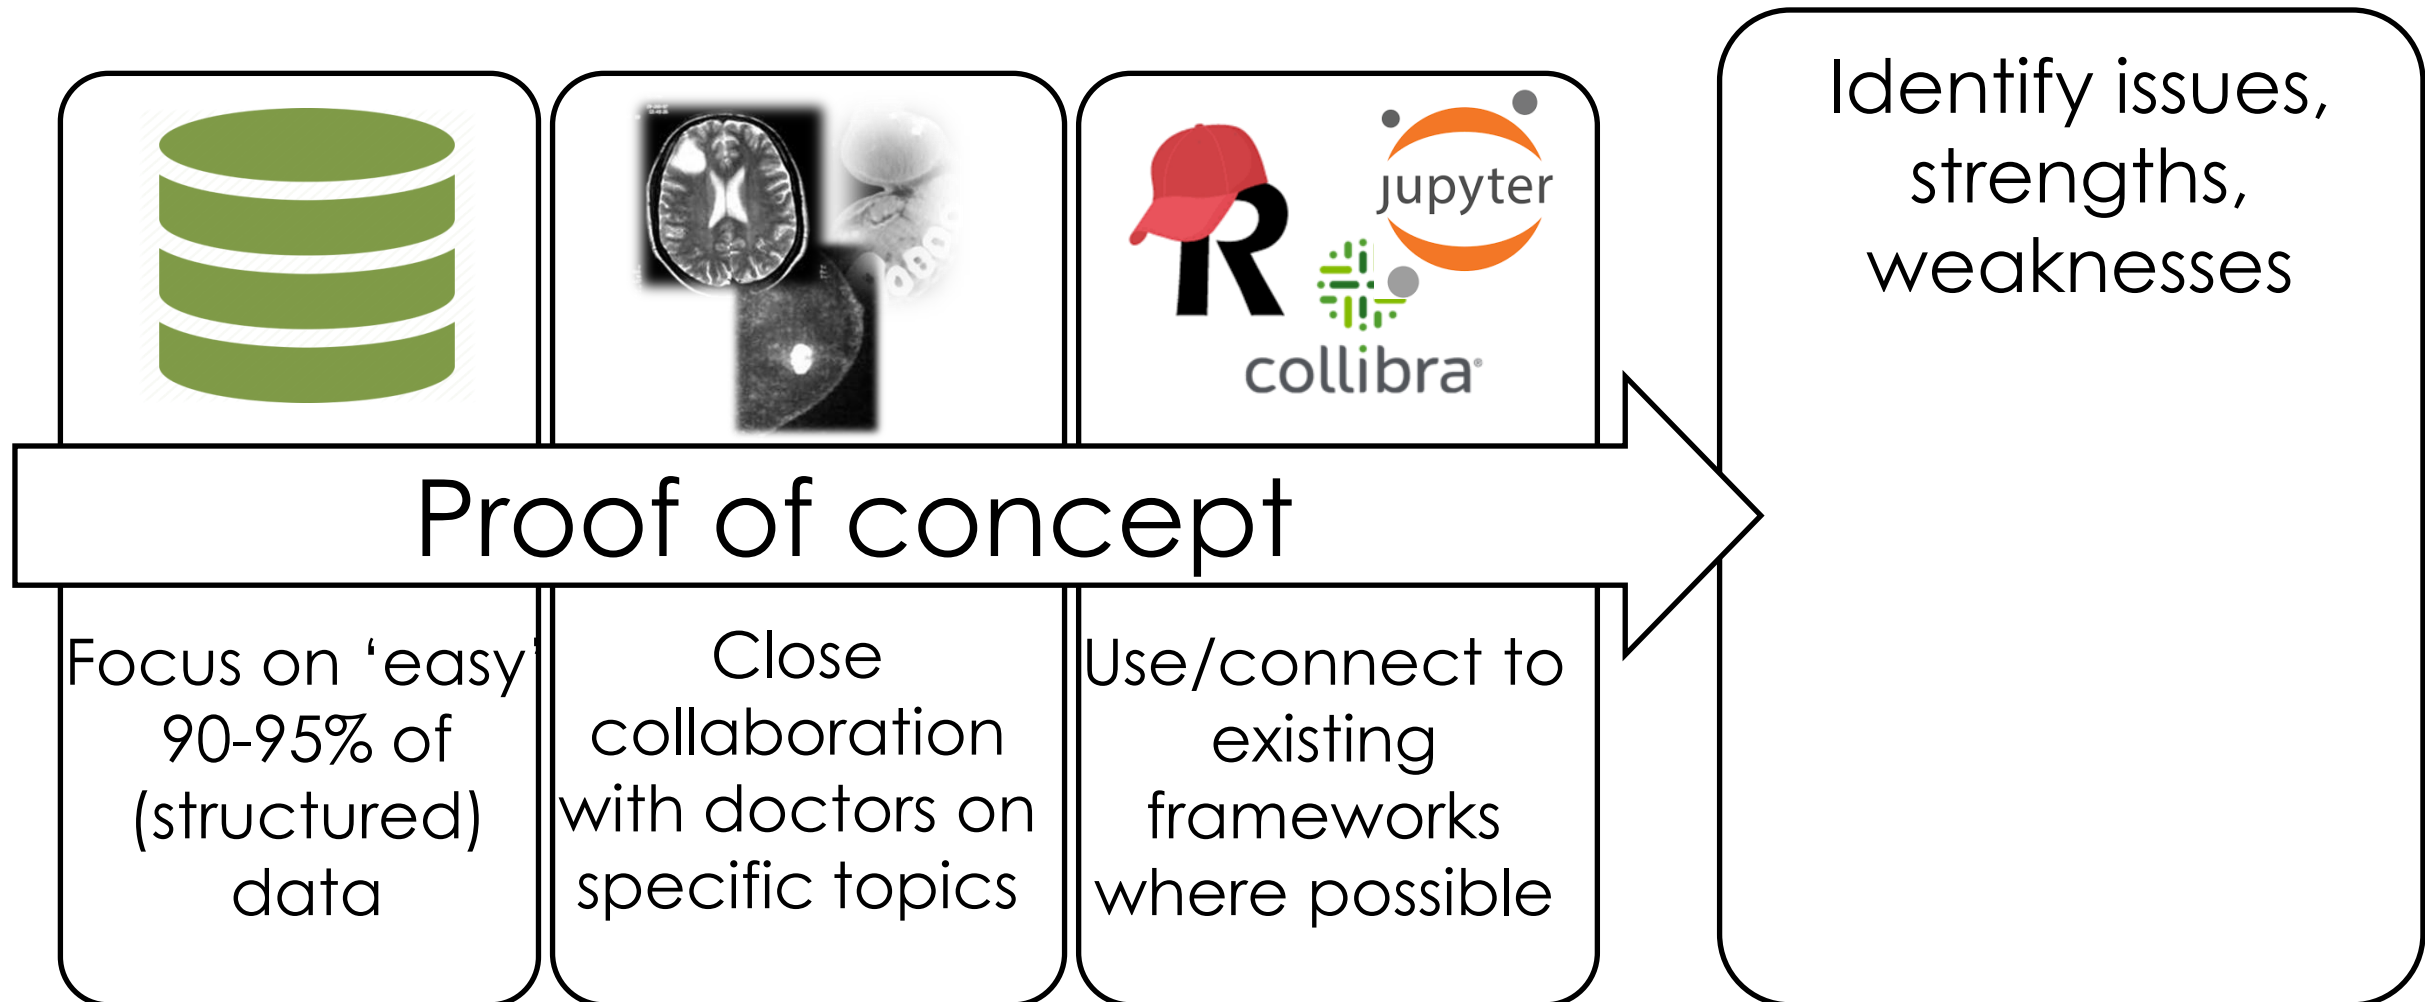 R
jupyter
collibra®
Proof of concept
Focus on ‘easy’
90-95% of
(structured)
data
Close
collaboration
with doctors on
specific topics
Use/connect to
existing
frameworks
where possible
Identify issues,
strengths,
weaknesses